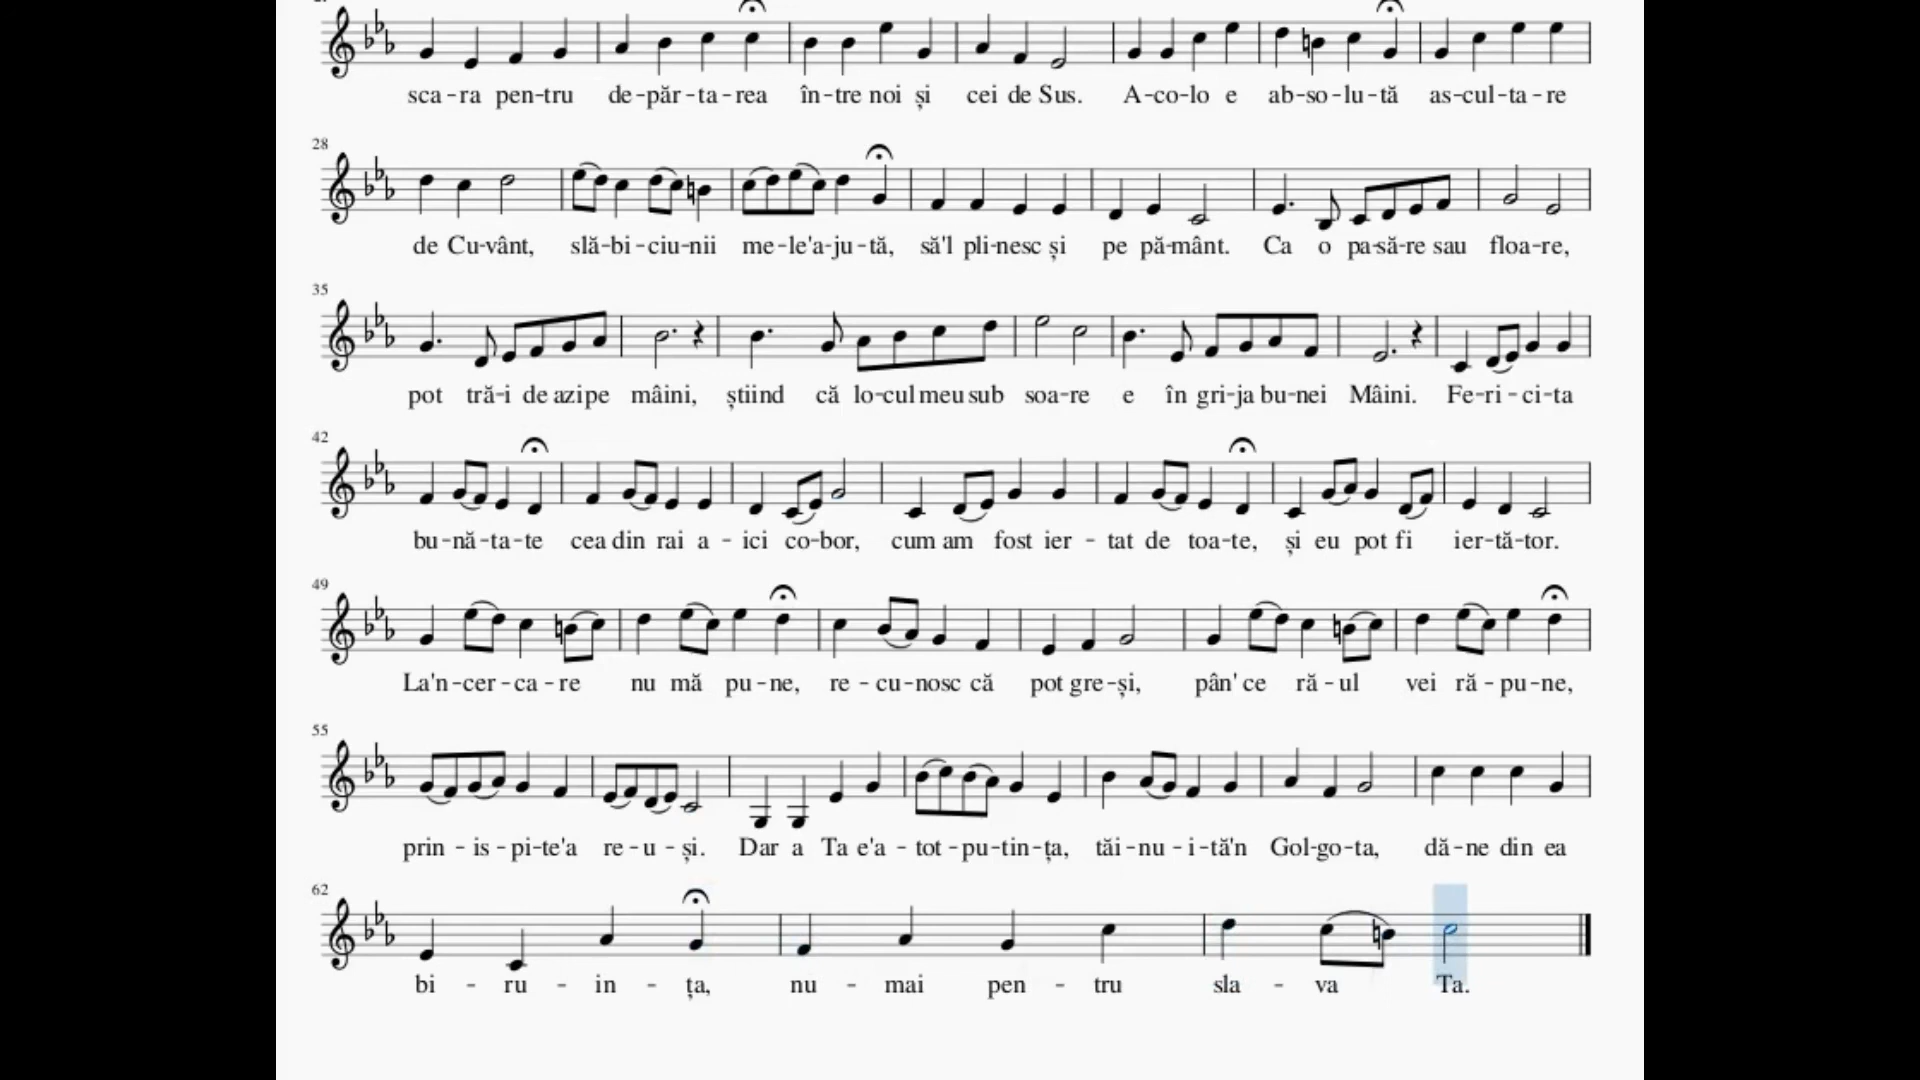 sca-ra pen-tru de-păr-ta-rea în-tre noi și cei de Sus. A-co-lo e ab-so-lu-tă as-cul-ta-re
28
de Cu-vânt, slă-bi-ciu-nii me-le'a-ju-tă, să'l pli-nesc și pe pă-mânt. Ca o pa-să-re sau floa-re,
35
pot tră-i de azi pe mâini, știind că lo-cul meu sub soa-re e în gri-ja bu-nei Mâini. Fe-ri-ci-ta
42
bu-nă-ta-te cea din rai a-ici co-bor, cum am fost ier-tat de toa-te, și eu pot fi ier-tă-tor.
49
La'n-cer-ca-re nu mă pu-ne, re-cu-nosc că pot gre-și, pân' ce ră-ul vei ră-pu-ne,
55
prin-is-pi-te'a re-u-și. Dar a Ta e'a-tot-pu-tin-ța, tăi-nu-i-tă'n Gol-go-ta, dă-ne din ea
62
bi-ru-in-ța, nu-mai pen-tru sla-va Ta.